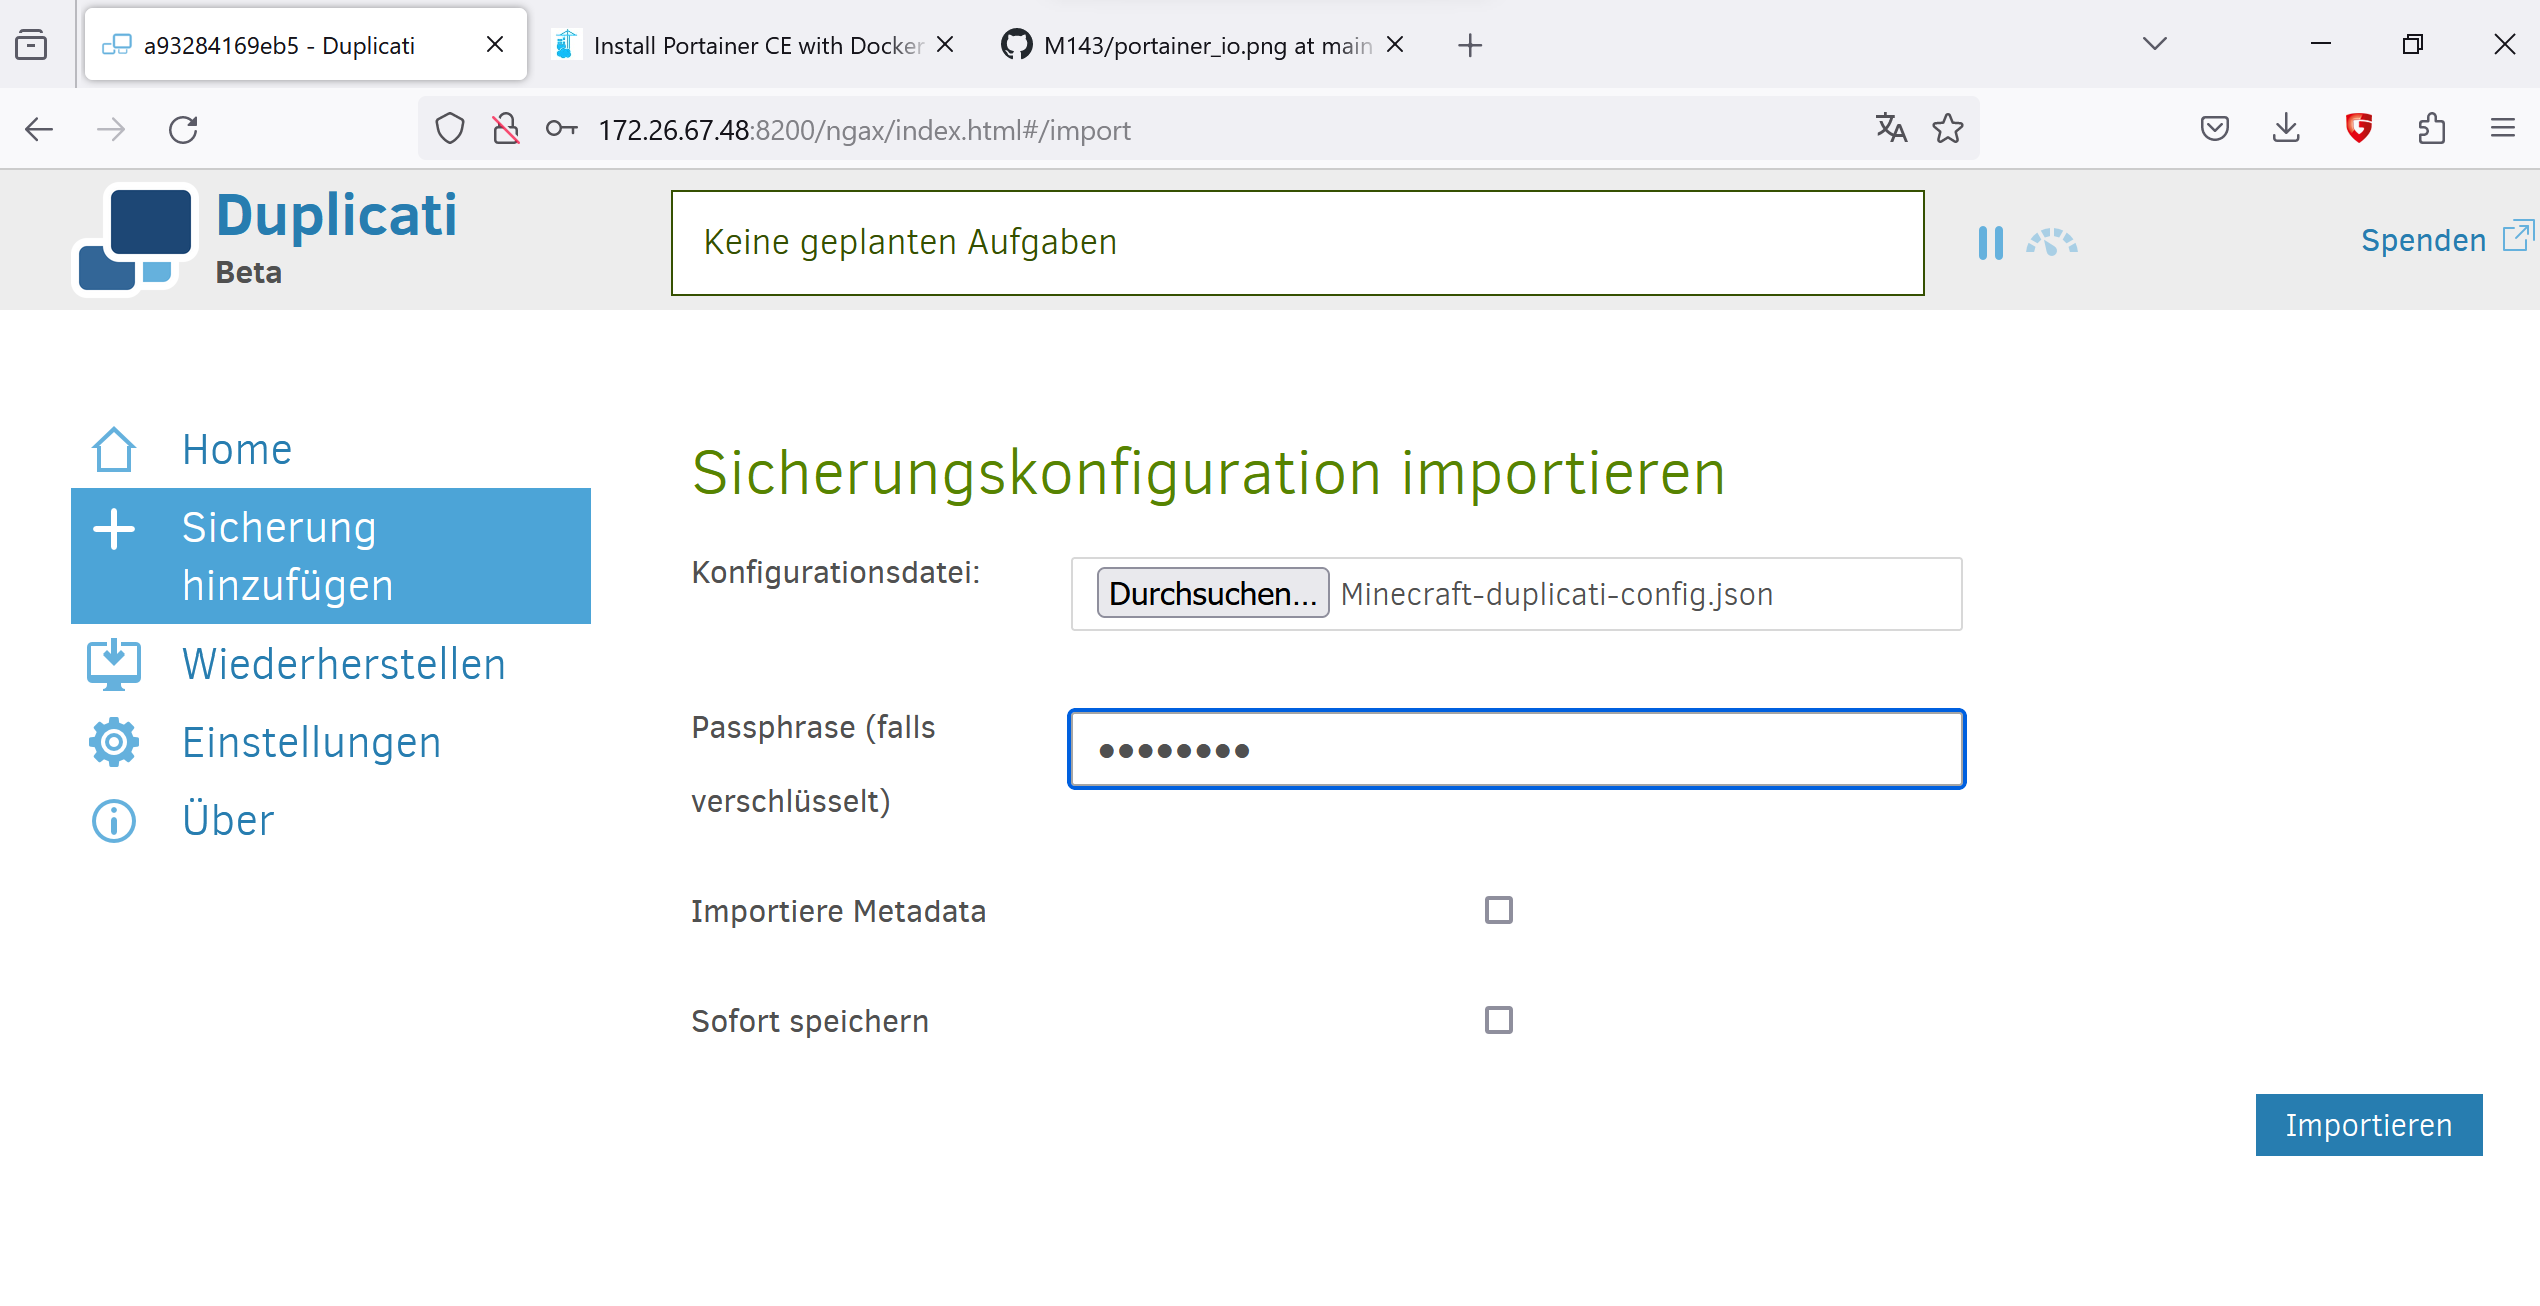 a93284169eb5 - Duplicati
Install Portainer CE with Docker
M143/portainer_io.png at main
172.26.67.48:8200/ngax/index.html#/import
Duplicati
Beta
Keine geplanten Aufgaben
Spenden
Home
Sicherung
hinzufügen
Wiederherstellen
Einstellungen
Über
Sicherungskonfiguration importieren
Konfigurationsdatei:
Durchsuchen... Minecraft-duplicati-config.json
Passphrase (falls
verschlüsselt)
••••••••
Importiere Metadata
Sofort speichern
Importieren